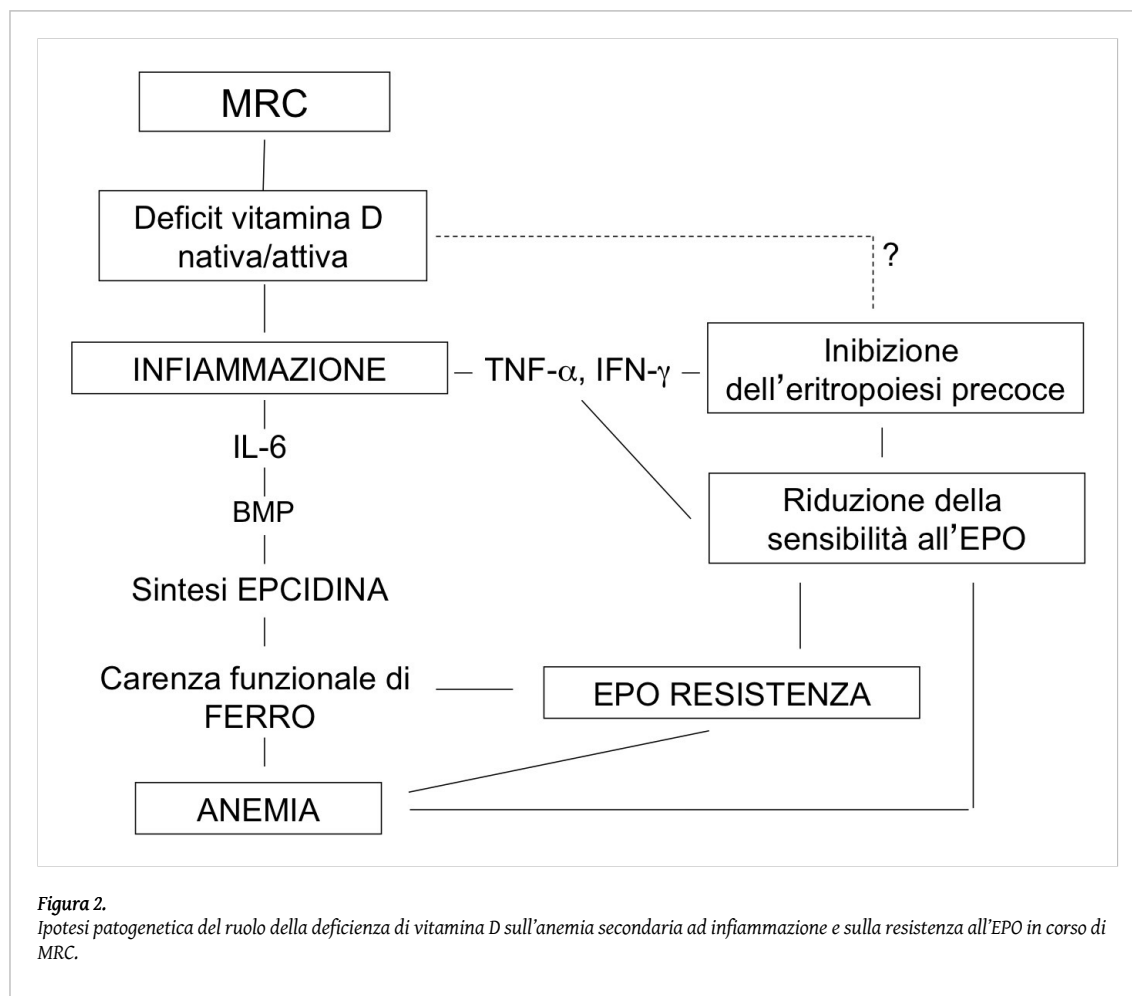 MRC
Deficit vitamina D
nativa/attiva
?
INFIAMMAZIONE
TNF-α, IFN-γ
Inibizione
dell’eritropoiesi precoce
IL-6
BMP
Riduzione della
sensibilità all’EPO
Sintesi EPCIDINA
Carenza funzionale di
FERRO
EPO RESISTENZA
ANEMIA
Figura 2.
Ipotesi patogenetica del ruolo della deficienza di vitamina D sull’anemia secondaria ad infiammazione e sulla resistenza all’EPO in corso di
MRC.